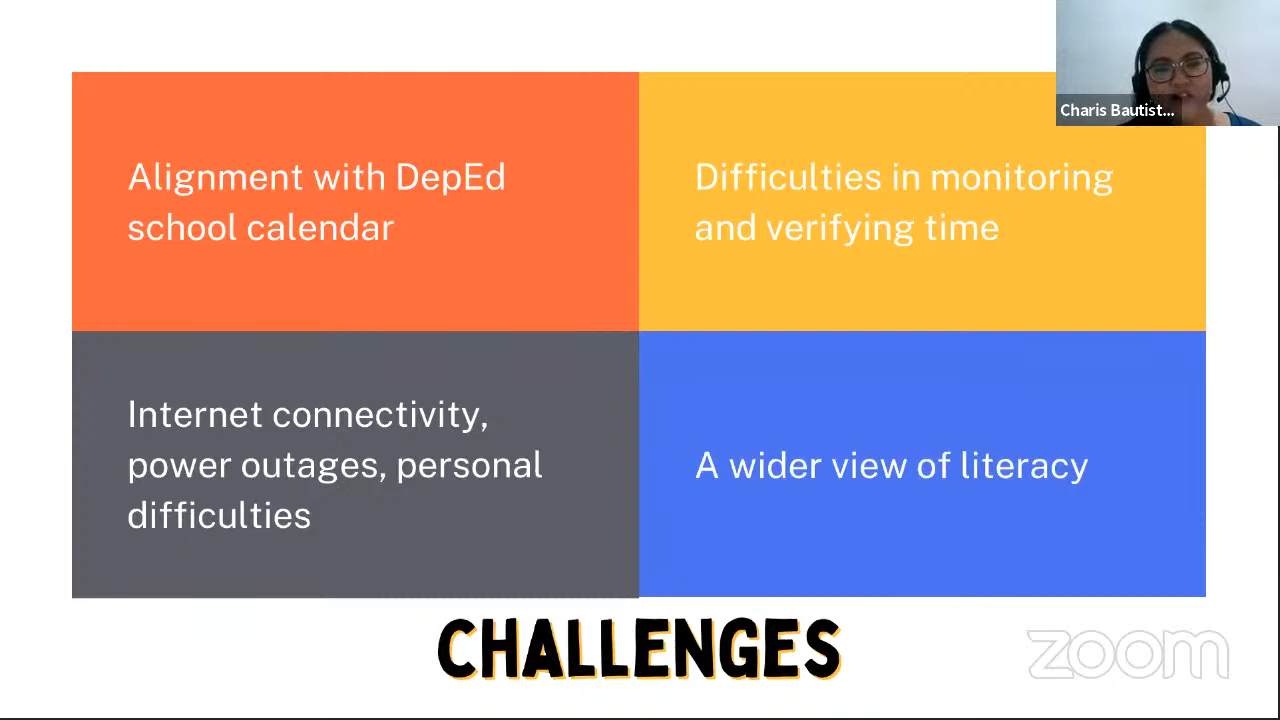 Charis Bautist...
Alignment with DepEd
school calendar
Difficulties in monitoring
and verifying time
Internet connectivity,
power outages, personal
difficulties
A wider view of literacy
CHALLENGES
zoom